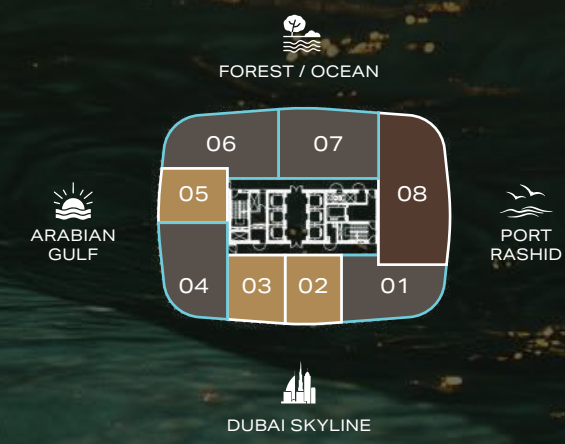 FOREST / OCEAN
06
07
05
08
ARABIAN
GULF
PORT
RASHID
04
03
02
01
DUBAI SKYLINE